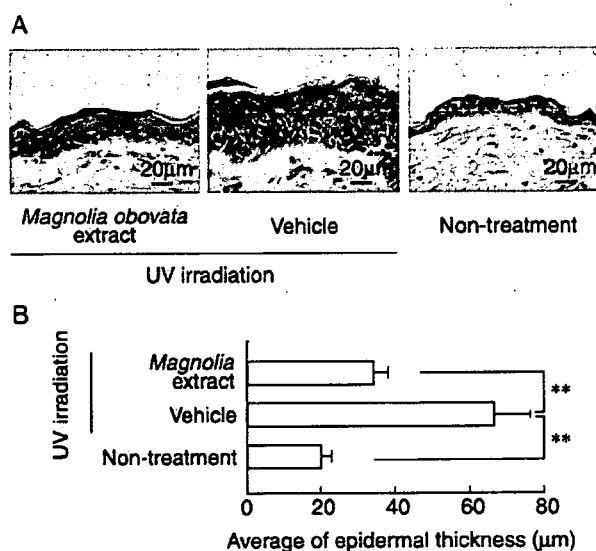 A
20μm 20μm 20μm
Magnolia obovata extract Vehicle Non-treatment
UV irradiation
B
UV irradiation
Magnolia extract
Vehicle
Non-treatment
**
**
0 20 40 60 80
Average of epidermal thickness (μm)